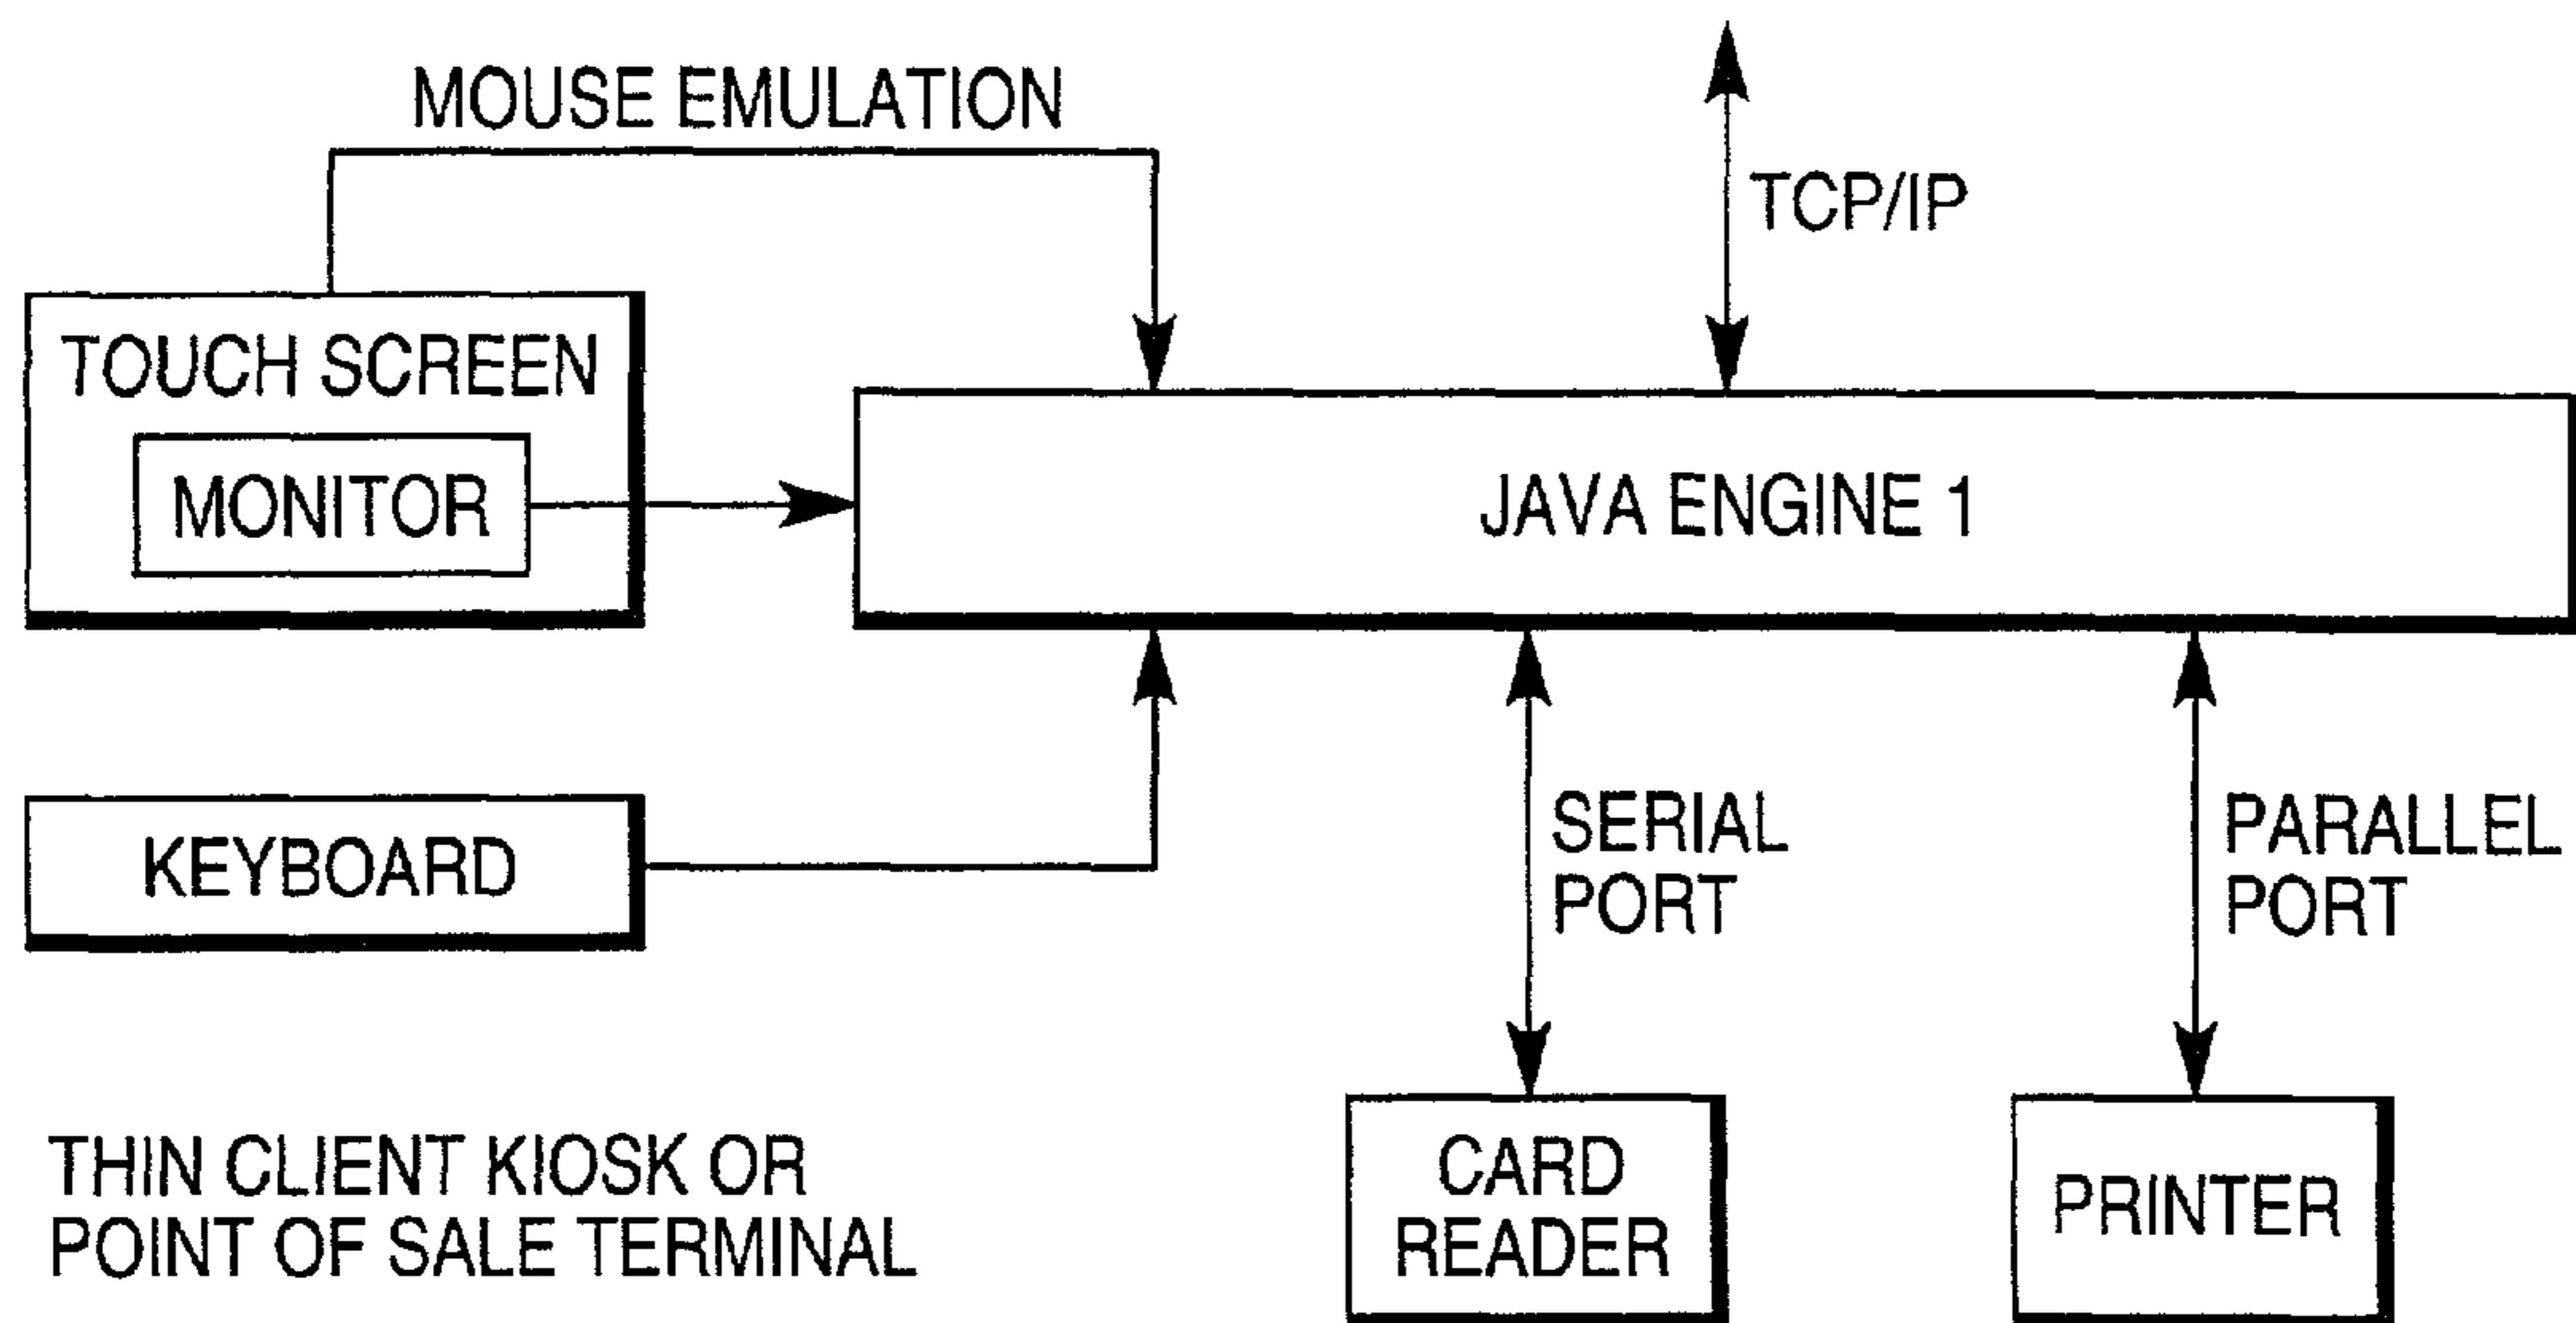 MOUSE EMULATION
TCP/IP
TOUCH SCREEN
MONITOR
JAVA ENGINE 1
KEYBOARD
SERIAL
PORT
PARALLEL
PORT
THIN CLIENT KIOSK OR
POINT OF SALE TERMINAL
CARD
READER
PRINTER